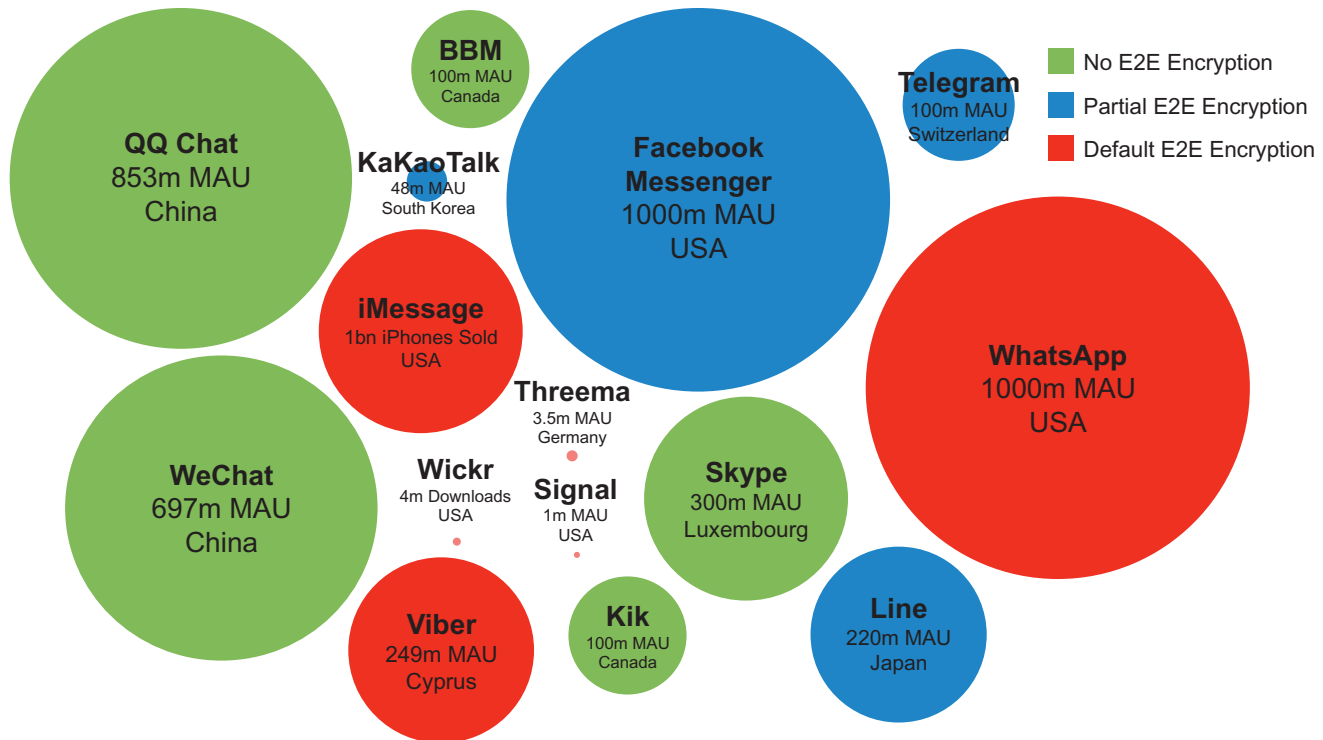 BBM
100m MAU
Canada
Telegram
100m MAU
Switzerland
No E2E Encryption
Partial E2E Encryption
Default E2E Encryption
QQ Chat
853m MAU
China
KaKaoTalk
48m MAU
South Korea
Facebook
Messenger
1000m MAU
USA
iMessage
1bn iPhones Sold
USA
WhatsApp
1000m MAU
USA
Threema
3.5m MAU
Germany
WeChat
697m MAU
China
Wickr
4m Downloads
USA
Signal
1m MAU
USA
Skype
300m MAU
Luxembourg
Viber
249m MAU
Cyprus
Kik
100m MAU
Canada
Line
220m MAU
Japan